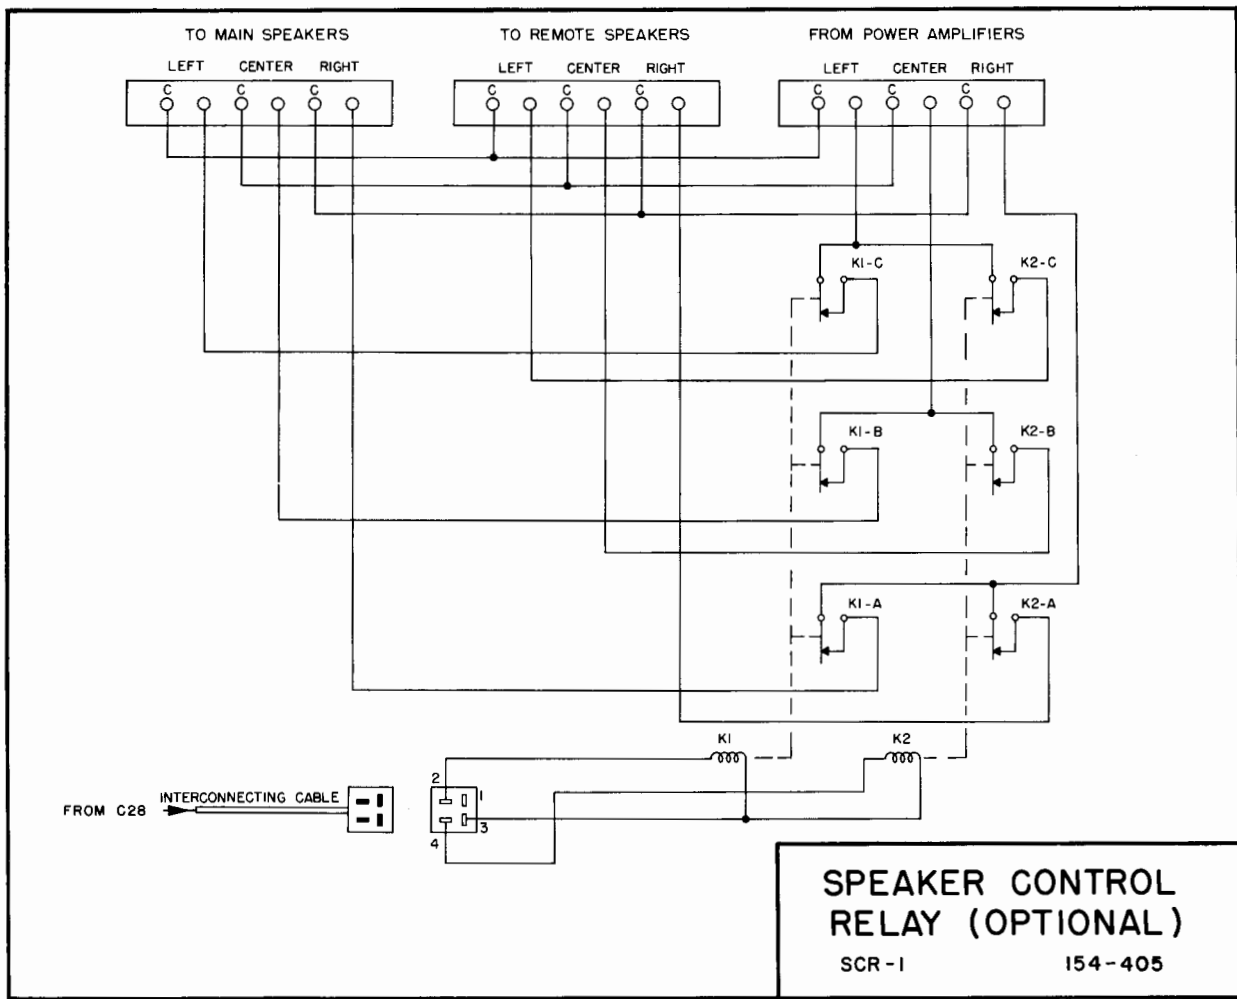 TO MAIN SPEAKERS
TO REMOTE SPEAKERS
FROM POWER AMPLIFIERS
LEFT CENTER RIGHT
LEFT CENTER RIGHT
LEFT CENTER RIGHT
C C C
C C C
C C C
K1-C
K2-C
K1-B
K2-B
K1-A
K2-A
K1
K2
2
1
3
4
FROM C28
INTERCONNECTING CABLE
SPEAKER CONTROL
RELAY (OPTIONAL)
SCR-1 154-405